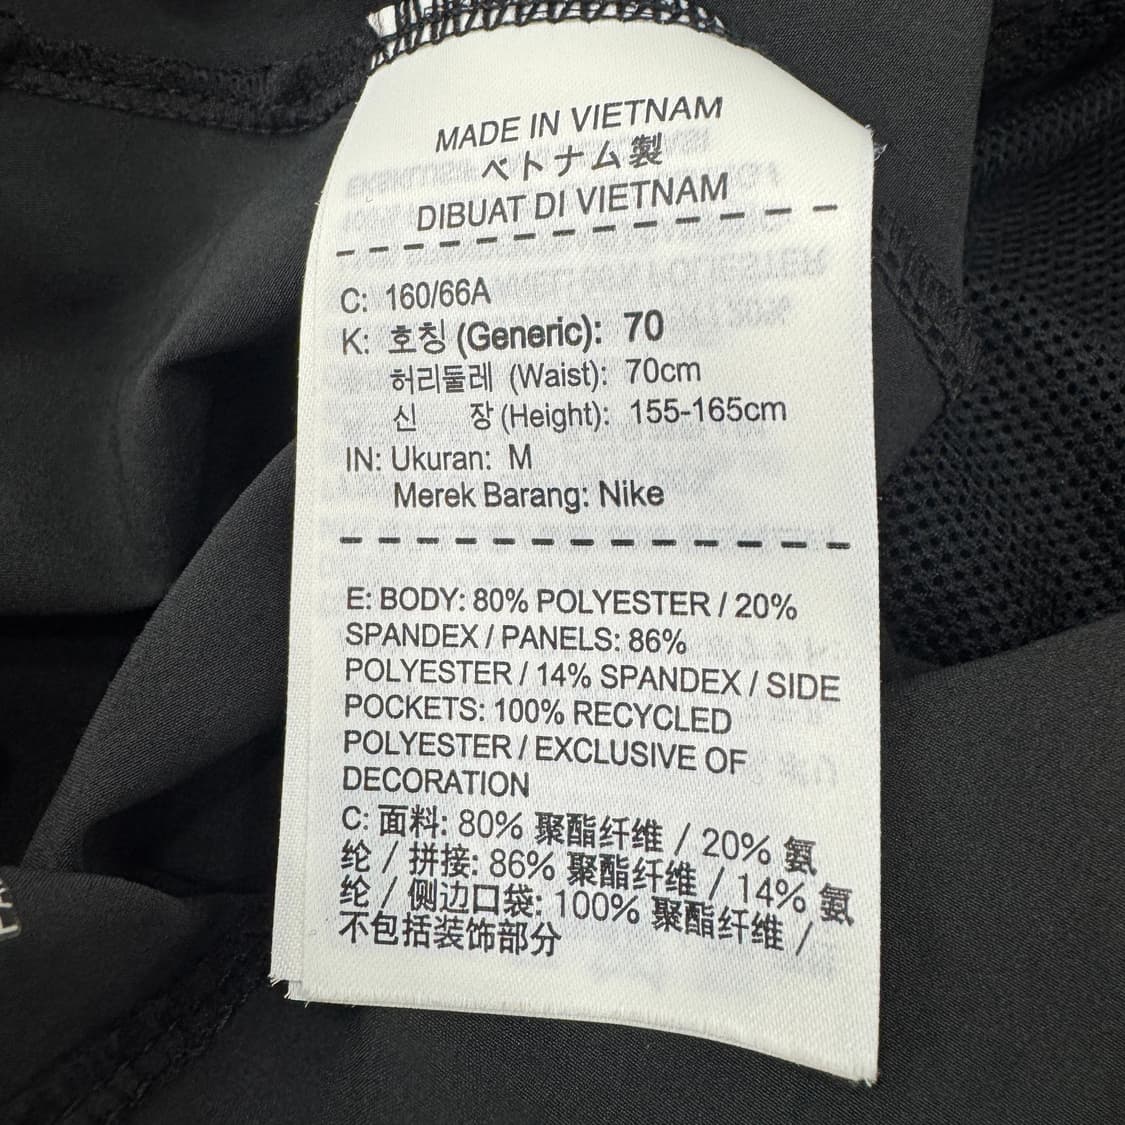 MADE IN VIETNAM
ベトナム製
DIBUAT DI VIETNAM
C: 160/66A
K: 호칭 (Generic): 70
허리둘레 (Waist): 70cm
신 장 (Height): 155-165cm
IN: Ukuran: M
Merek Barang: Nike
E: BODY: 80% POLYESTER / 20%
SPANDEX / PANELS: 86%
POLYESTER / 14% SPANDEX / SIDE
POCKETS: 100% RECYCLED
POLYESTER / EXCLUSIVE OF
DECORATION
C: 面料: 80% 聚酯纤维 / 20% 氨
纶 / 拼接: 86% 聚酯纤维 / 14% 氨
纶 / 侧边口袋: 100% 聚酯纤维 /
不包括装饰部分